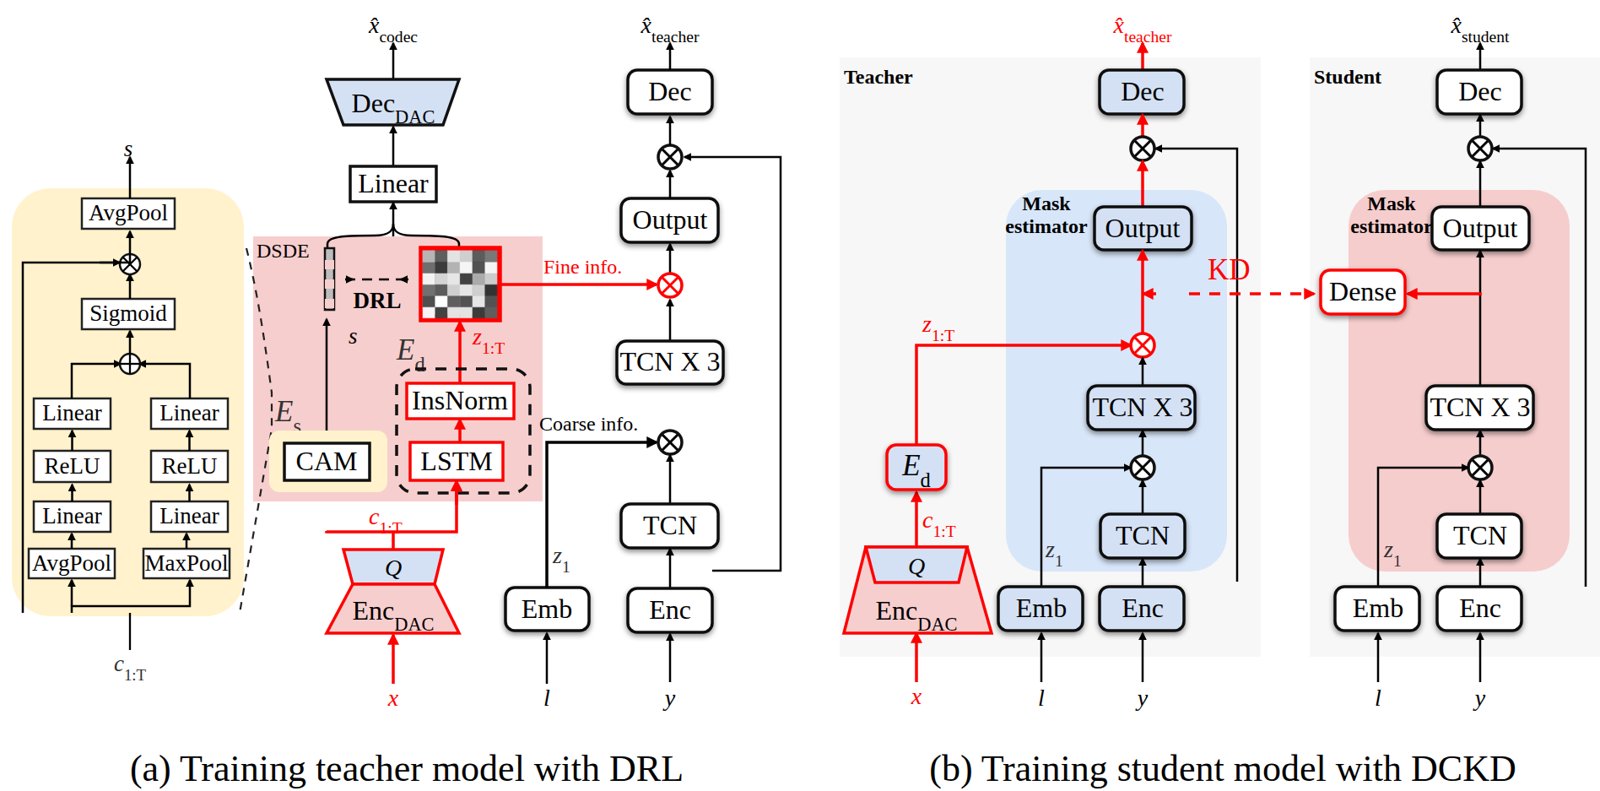 x̂codec
DecDAC
Linear
s
AvgPool
Sigmoid
Linear
Linear
ReLU
ReLU
Linear
Linear
AvgPool
MaxPool
c1:T
Es
DSDE
DRL
s
Ed
z1:T
InsNorm
LSTM
CAM
c1:T
Q
EncDAC
x
x̂teacher
Dec
Output
Fine info.
TCN X 3
Coarse info.
TCN
z1
Emb
Enc
l
y
(a) Training teacher model with DRL
Teacher
x̂teacher
Dec
Mask
estimator
Output
z1:T
TCN X 3
Ed
c1:T
TCN
z1
Q
EncDAC
Emb
Enc
x
l
y
KD
Student
x̂student
Dec
Mask
estimator
Output
Dense
TCN X 3
TCN
z1
Emb
Enc
l
y
(b) Training student model with DCKD